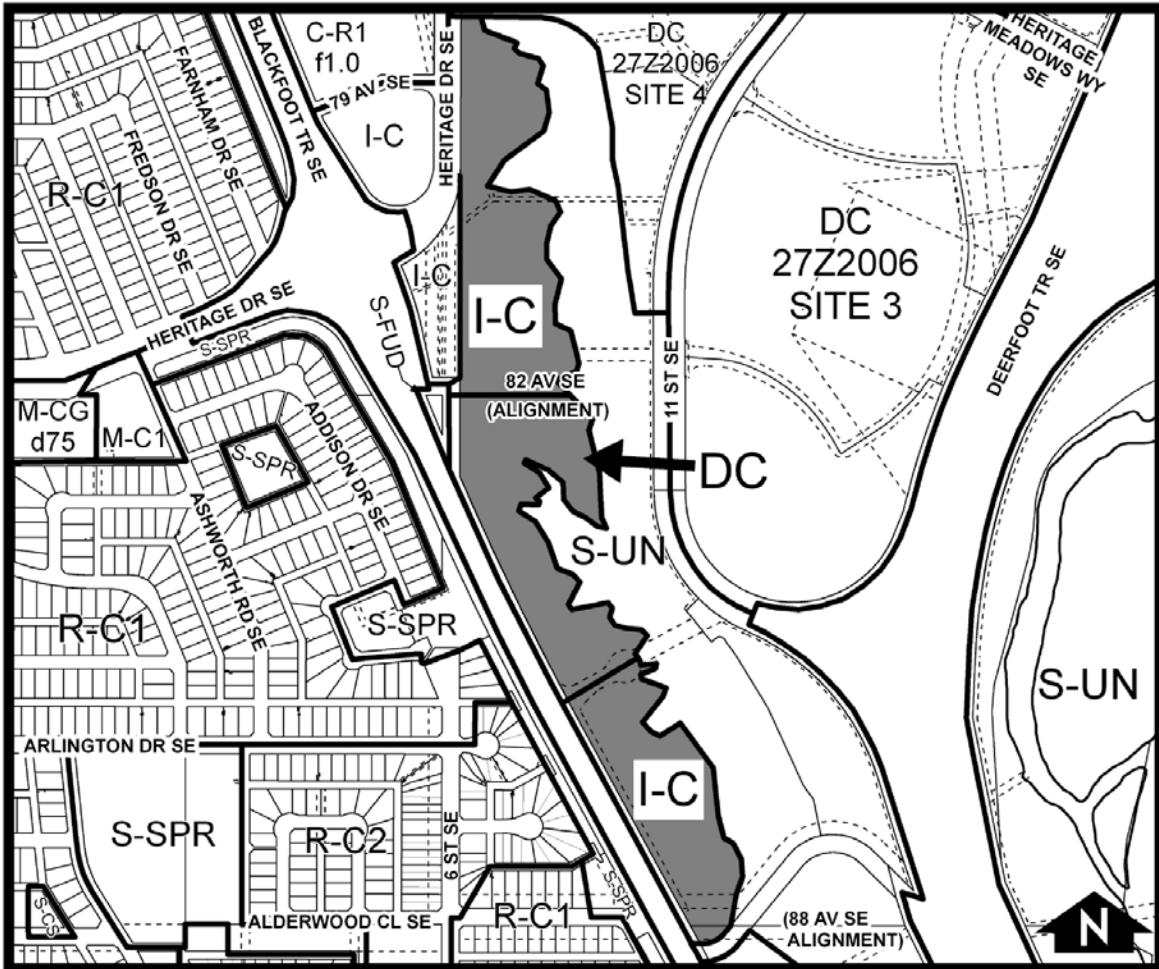 C-R1
f1.0
79 AV SE
I-C
BLACKFOOT TR SE
FARNHAM DR SE
FREDSON DR SE
R-C1
HERITAGE DR SE
DC
27Z2006
SITE 4
HERITAGE
MEADOWS WY
SE
DC
27Z2006
SITE 3
I-C
I-C
S-FUD
HERITAGE DR SE
S-SPR
82 AV SE
(ALIGNMENT)
11 ST SE
DEERFOOT TR SE
M-CG
d75
M-C1
S-SPR
ADDISON DR SE
ASHWORTH RD SE
DC
S-UN
R-C1
S-SPR
S-UN
ARLINGTON DR SE
I-C
S-SPR
R-C2
6 ST SE
S-CS
ALDERWOOD CL SE
R-C1
S-SPR
(88 AV SE
ALIGNMENT)
N